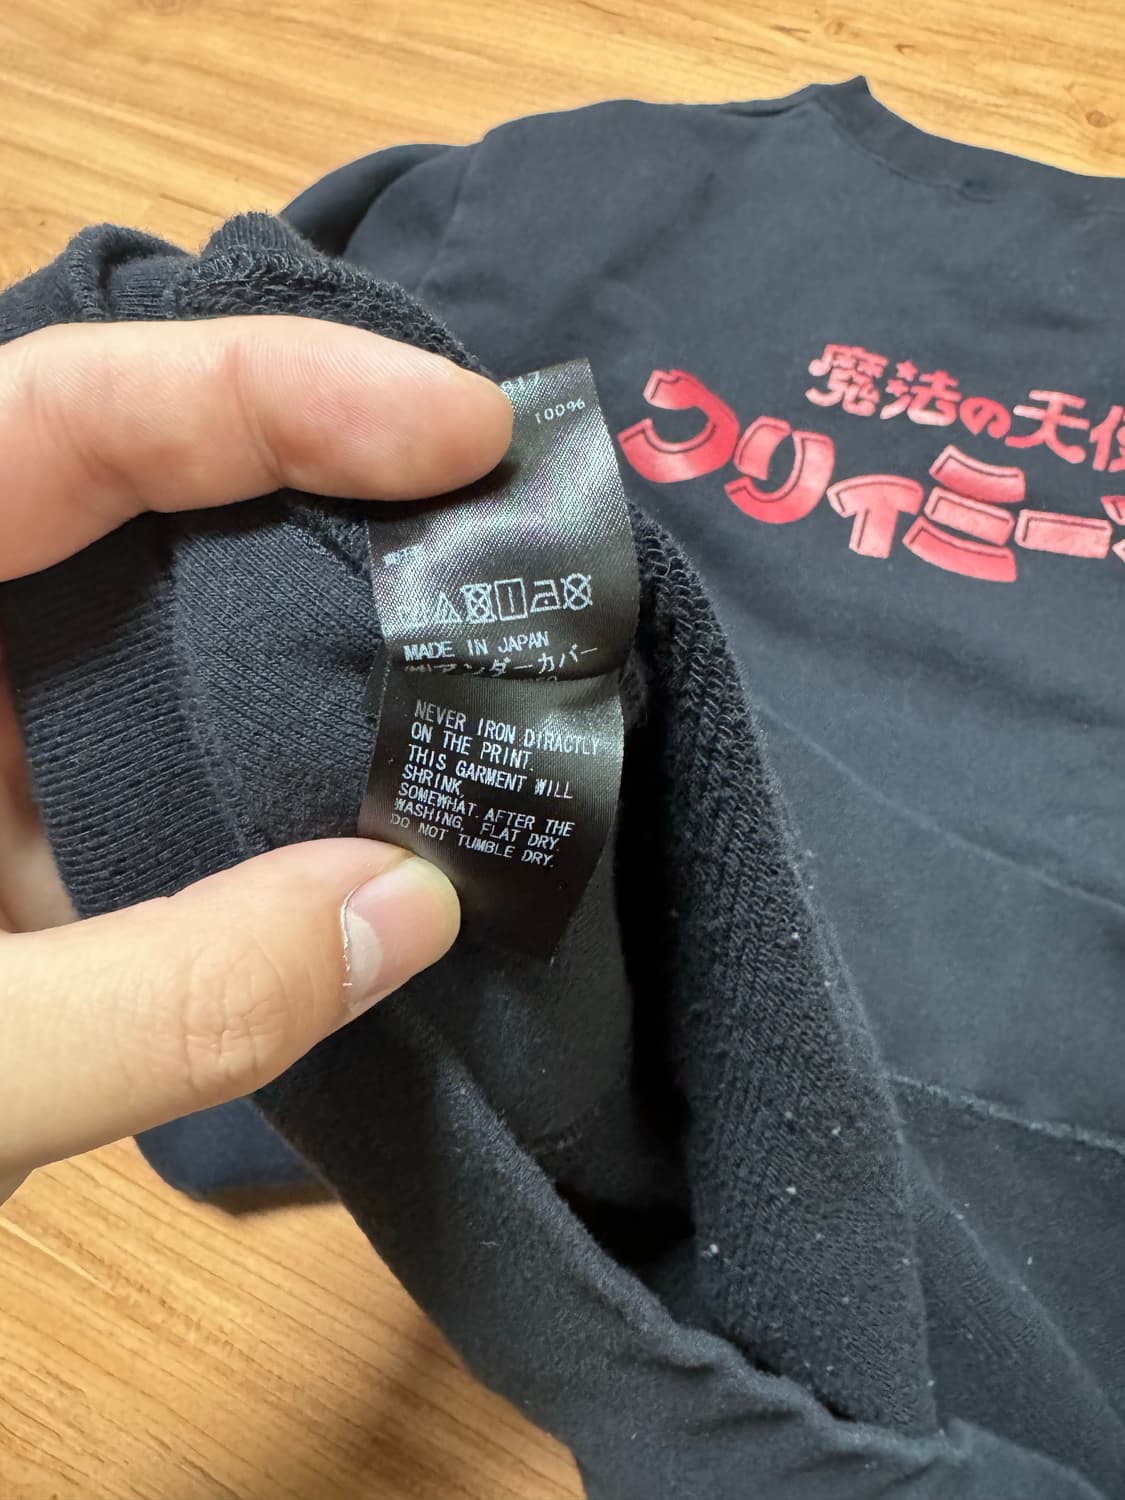 100%
MADE IN JAPAN
ンダーカバー
NEVER IRON DIRACTLY
ON THE PRINT.
THIS GARMENT WILL
SHRINK
SOMEWHAT. AFTER THE
WASHING, FLAT DRY.
DO NOT TUMBLE DRY.
魔法の天使
クリィミー